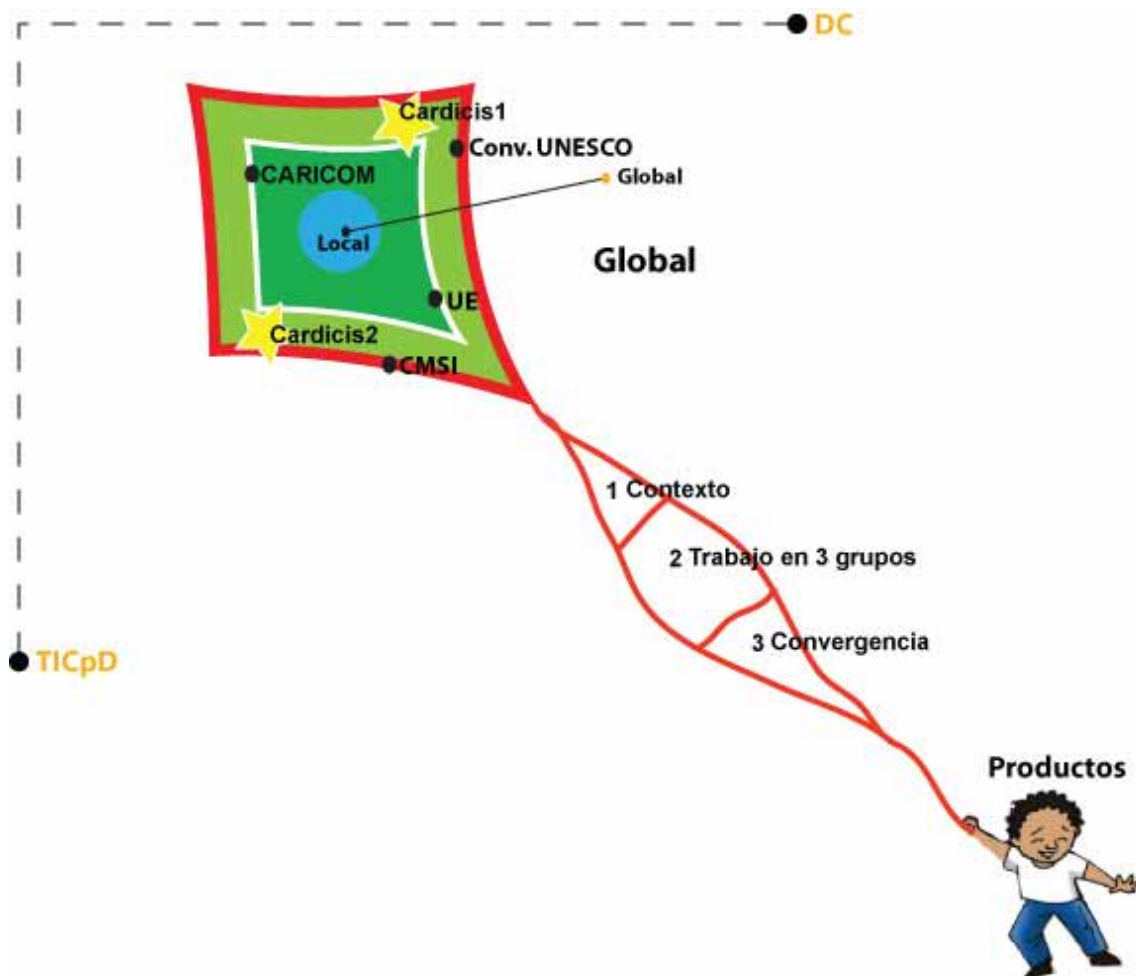 DC
Cardicis1
Conv. UNESCO
CARICOM
Global
Local
Global
UE
Cardicis2
CMSI
1 Contexto
2 Trabajo en 3 grupos
3 Convergencia
TICpD
Productos